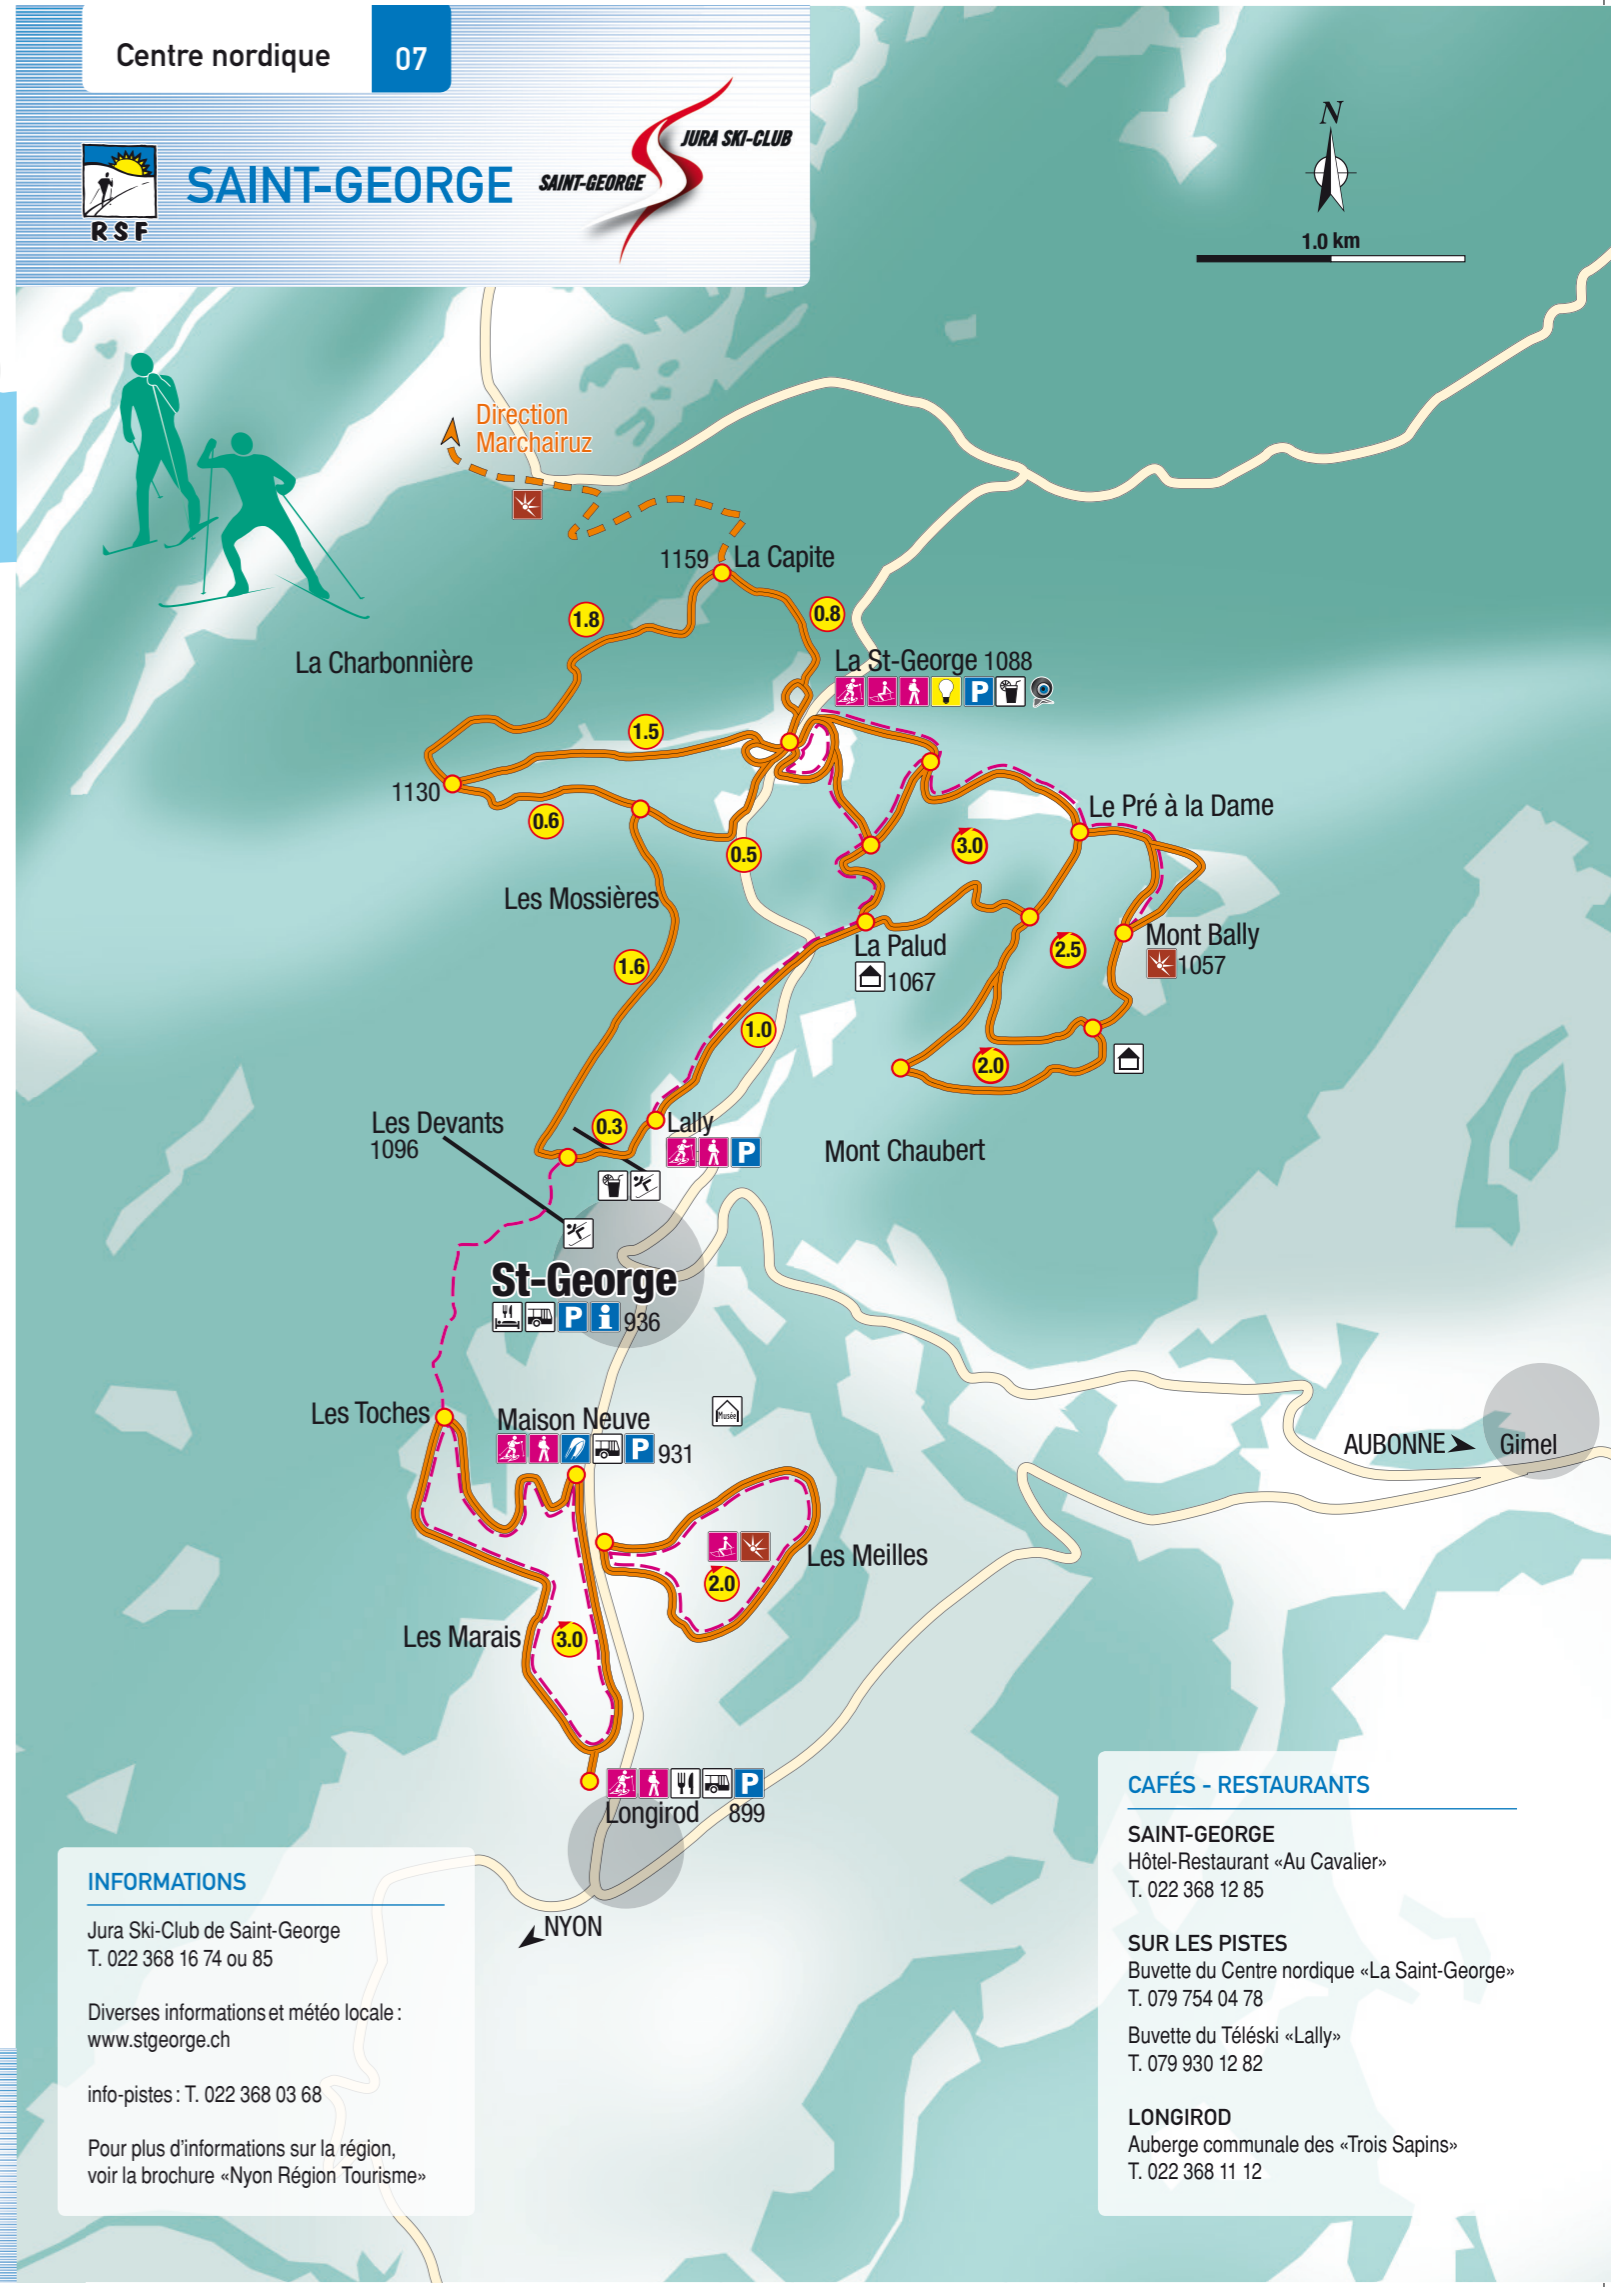 Centre nordique 07
RSF
SAINT-GEORGE
JURA SKI-CLUB
SAINT-GEORGE
N
1.0 km
Direction
Marchairuz
1159 La Capite
1.8
0.8
La Charbonnière
La St-George 1088
P
1.5
1130
0.6
0.5
3.0
Le Pré à la Dame
Les Mossières
La Palud
1067
2.5
Mont Bally
1057
1.6
1.0
2.0
Les Devants
1096
0.3
Lally
P
Mont Chaubert
St-George
P i 936
Les Toches
Maison Neuve
P 931
Musée
AUBONNE
Gimel
Les Meilles
2.0
Les Marais
3.0
P
Longirod 899
NYON
INFORMATIONS
Jura Ski-Club de Saint-George
T. 022 368 16 74 ou 85
Diverses informations et météo locale :
www.stgeorge.ch
info-pistes : T. 022 368 03 68
Pour plus d'informations sur la région,
voir la brochure «Nyon Région Tourisme»
CAFÉS - RESTAURANTS
SAINT-GEORGE
Hôtel-Restaurant «Au Cavalier»
T. 022 368 12 85
SUR LES PISTES
Buvette du Centre nordique «La Saint-George»
T. 079 754 04 78
Buvette du Téléski «Lally»
T. 079 930 12 82
LONGIROD
Auberge communale des «Trois Sapins»
T. 022 368 11 12